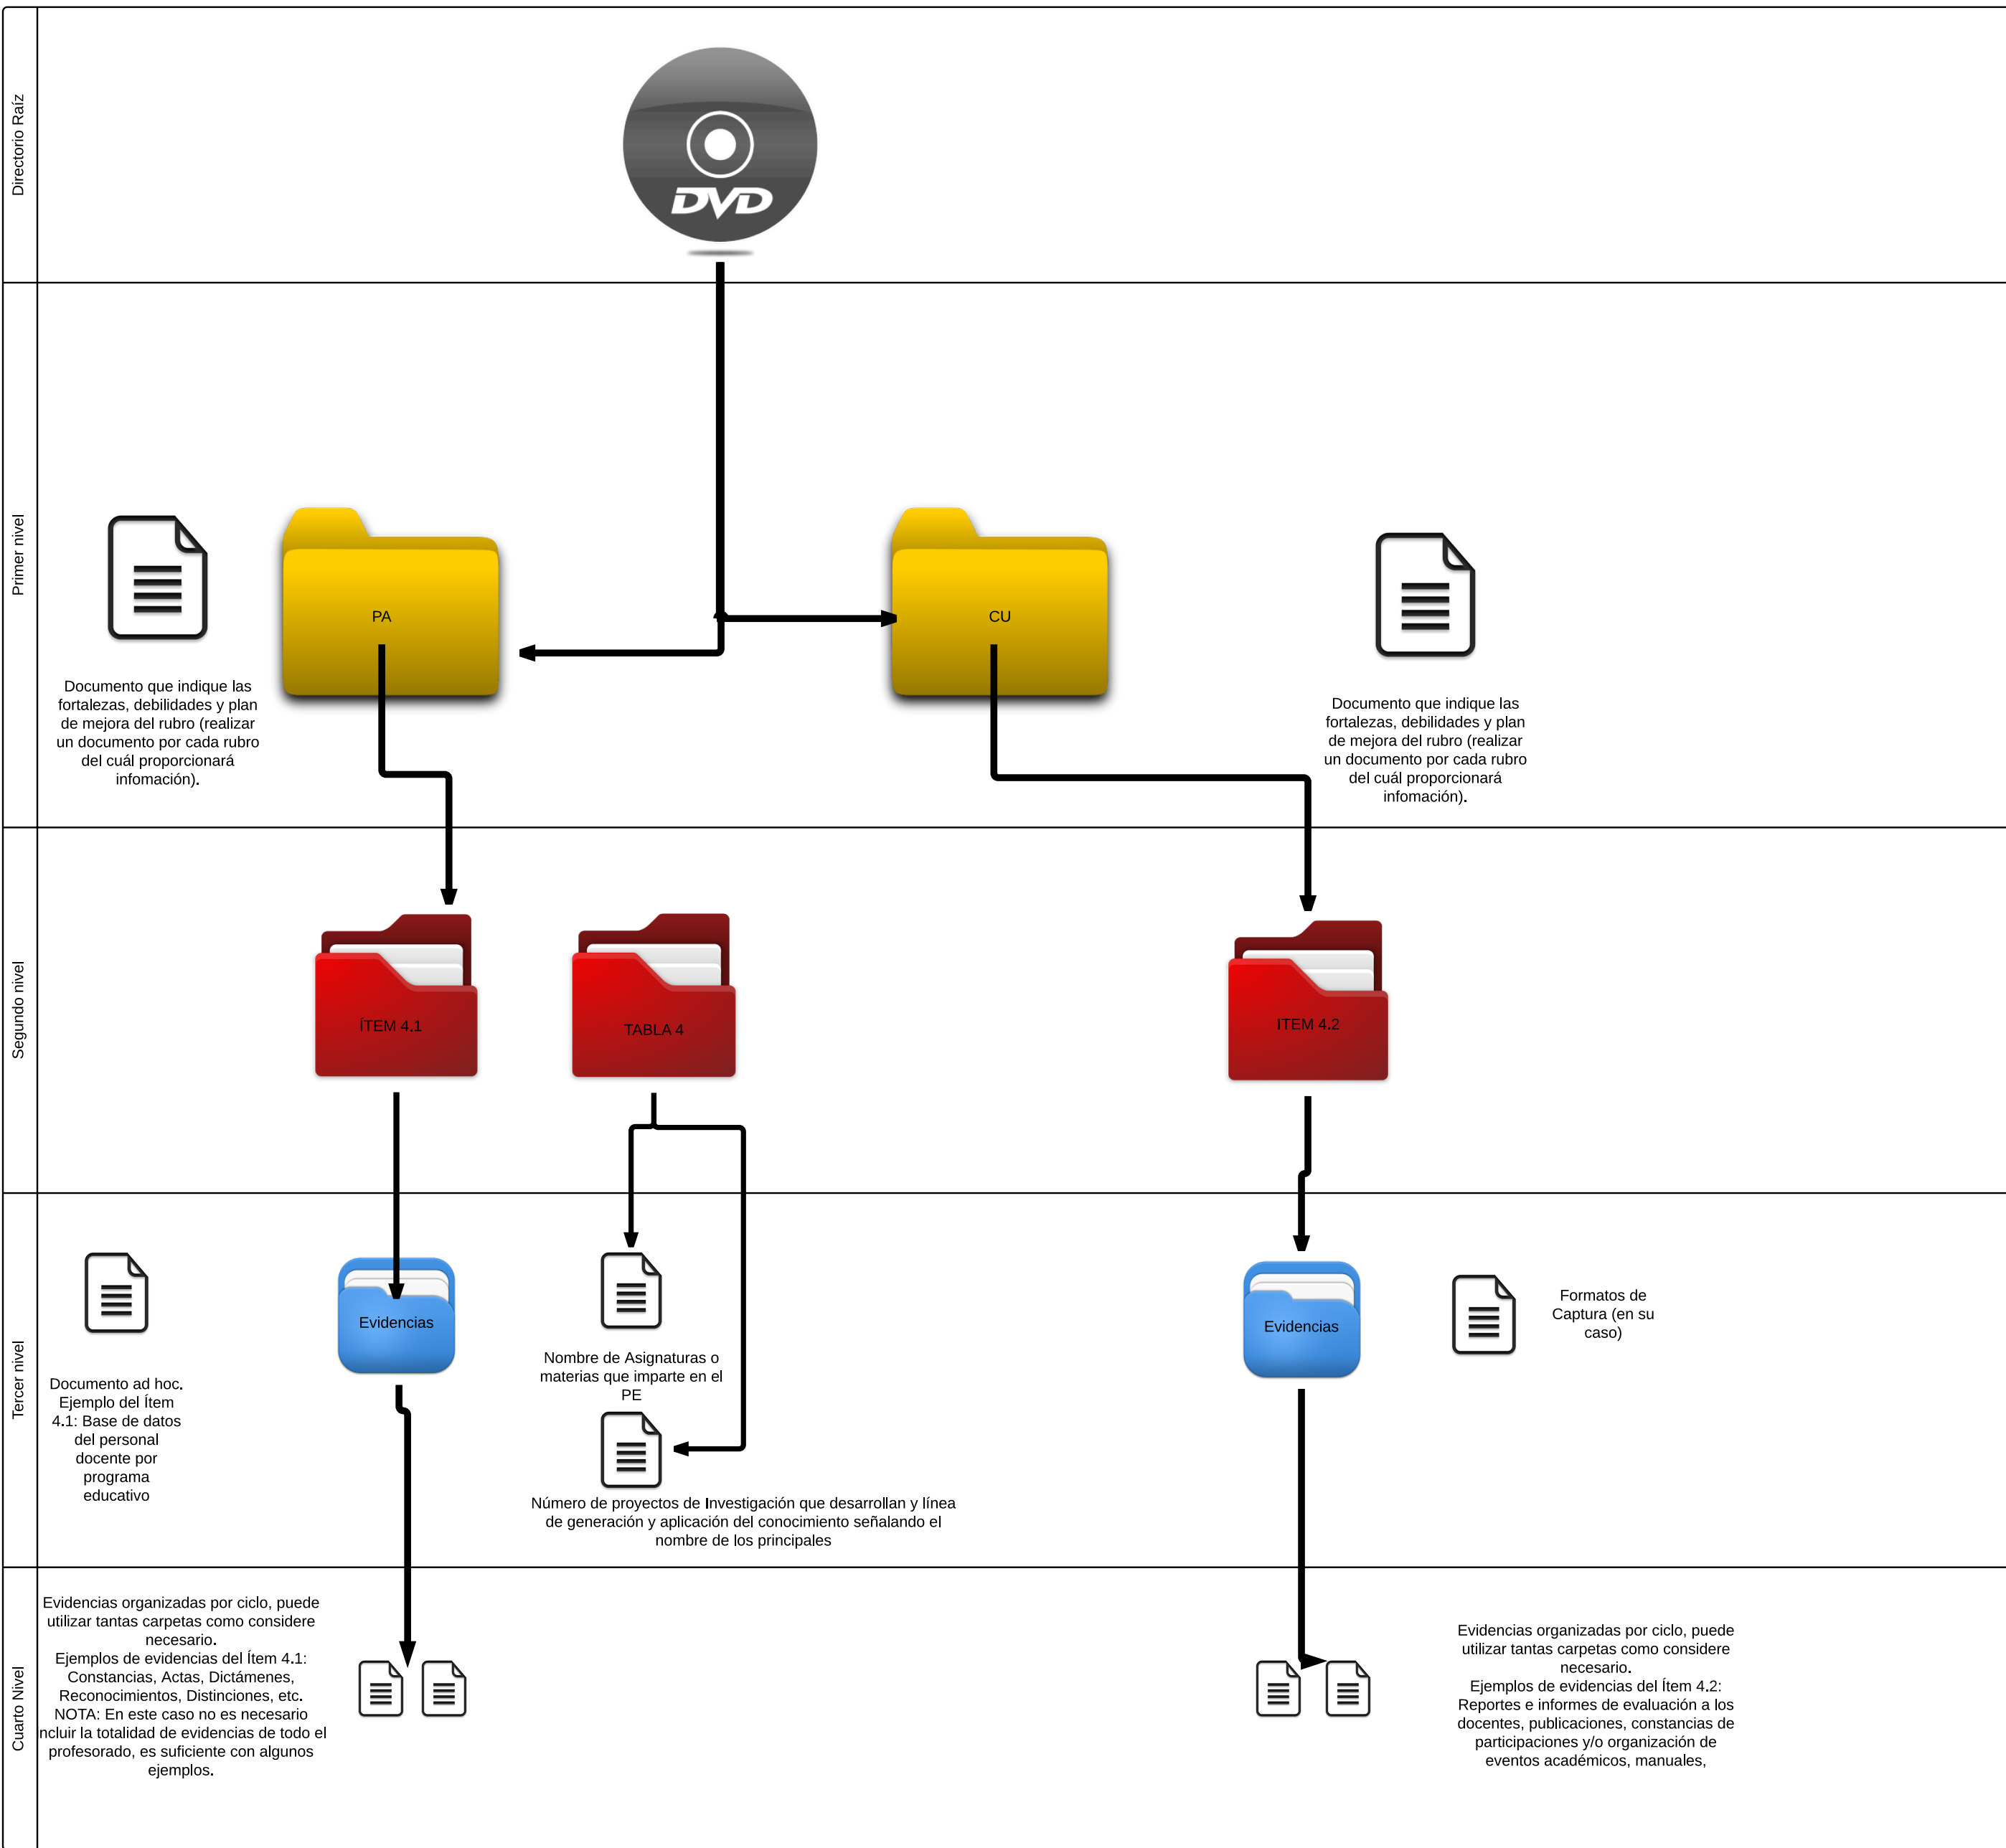 Directorio Raíz
DVD
Primer nivel
PA
CU
Documento que indique las
fortalezas, debilidades y plan
de mejora del rubro (realizar
un documento por cada rubro
del cuál proporcionará
infomación).
Documento que indique las
fortalezas, debilidades y plan
de mejora del rubro (realizar
un documento por cada rubro
del cuál proporcionará
infomación).
Segundo nivel
ÍTEM 4.1
TABLA 4
ITEM 4.2
Tercer nivel
Documento ad hoc.
Ejemplo del Ítem
4.1: Base de datos
del personal
docente por
programa
educativo
Evidencias
Nombre de Asignaturas o
materias que imparte en el
PE
Número de proyectos de Investigación que desarrollan y línea
de generación y aplicación del conocimiento señalando el
nombre de los principales
Evidencias
Formatos de
Captura (en su
caso)
Cuarto Nivel
Evidencias organizadas por ciclo, puede
utilizar tantas carpetas como considere
necesario.
Ejemplos de evidencias del Ítem 4.1:
Constancias, Actas, Dictámenes,
Reconocimientos, Distinciones, etc.
NOTA: En este caso no es necesario
ncluir la totalidad de evidencias de todo el
profesorado, es suficiente con algunos
ejemplos.
Evidencias organizadas por ciclo, puede
utilizar tantas carpetas como considere
necesario.
Ejemplos de evidencias del Ítem 4.2:
Reportes e informes de evaluación a los
docentes, publicaciones, constancias de
participaciones y/o organización de
eventos académicos, manuales,